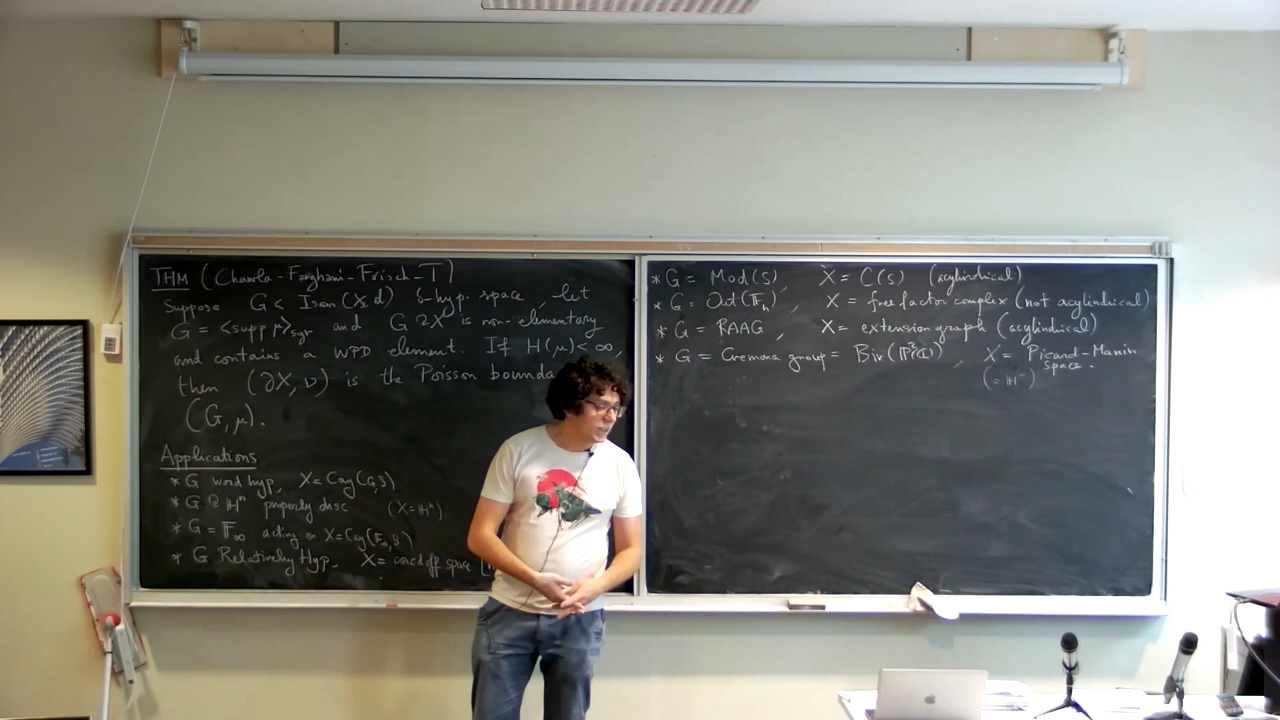 THM (Chawla-Forghani-Frisch-T)
Suppose G < Isom(X,d) δ-hyp. space, let
G = <supp μ>sgr and G ↷ X is non-elementary
and contains a WPD element. If H(μ) < ∞,
then (∂X, ν) is the Poisson bounda
(G, μ).
Applications
* G word hyp, X = Cay(G,S)
* G ↷ ℍⁿ properly disc (X = ℍⁿ)
* G = 𝔽∞ acting on X = Cay(𝔽∞,S)
* G Relatively Hyp. X = coned off space
* G = Mod(S) X = C(S) (acylindrical)
* G = Out(𝔽n), X = free factor complex (not acylindrical)
* G = RAAG, X = extension graph (acylindrical)
* G = Cremona group = Bir(ℙ²ℂ), X = Picard-Manin
space.
(= ℍ^∞)